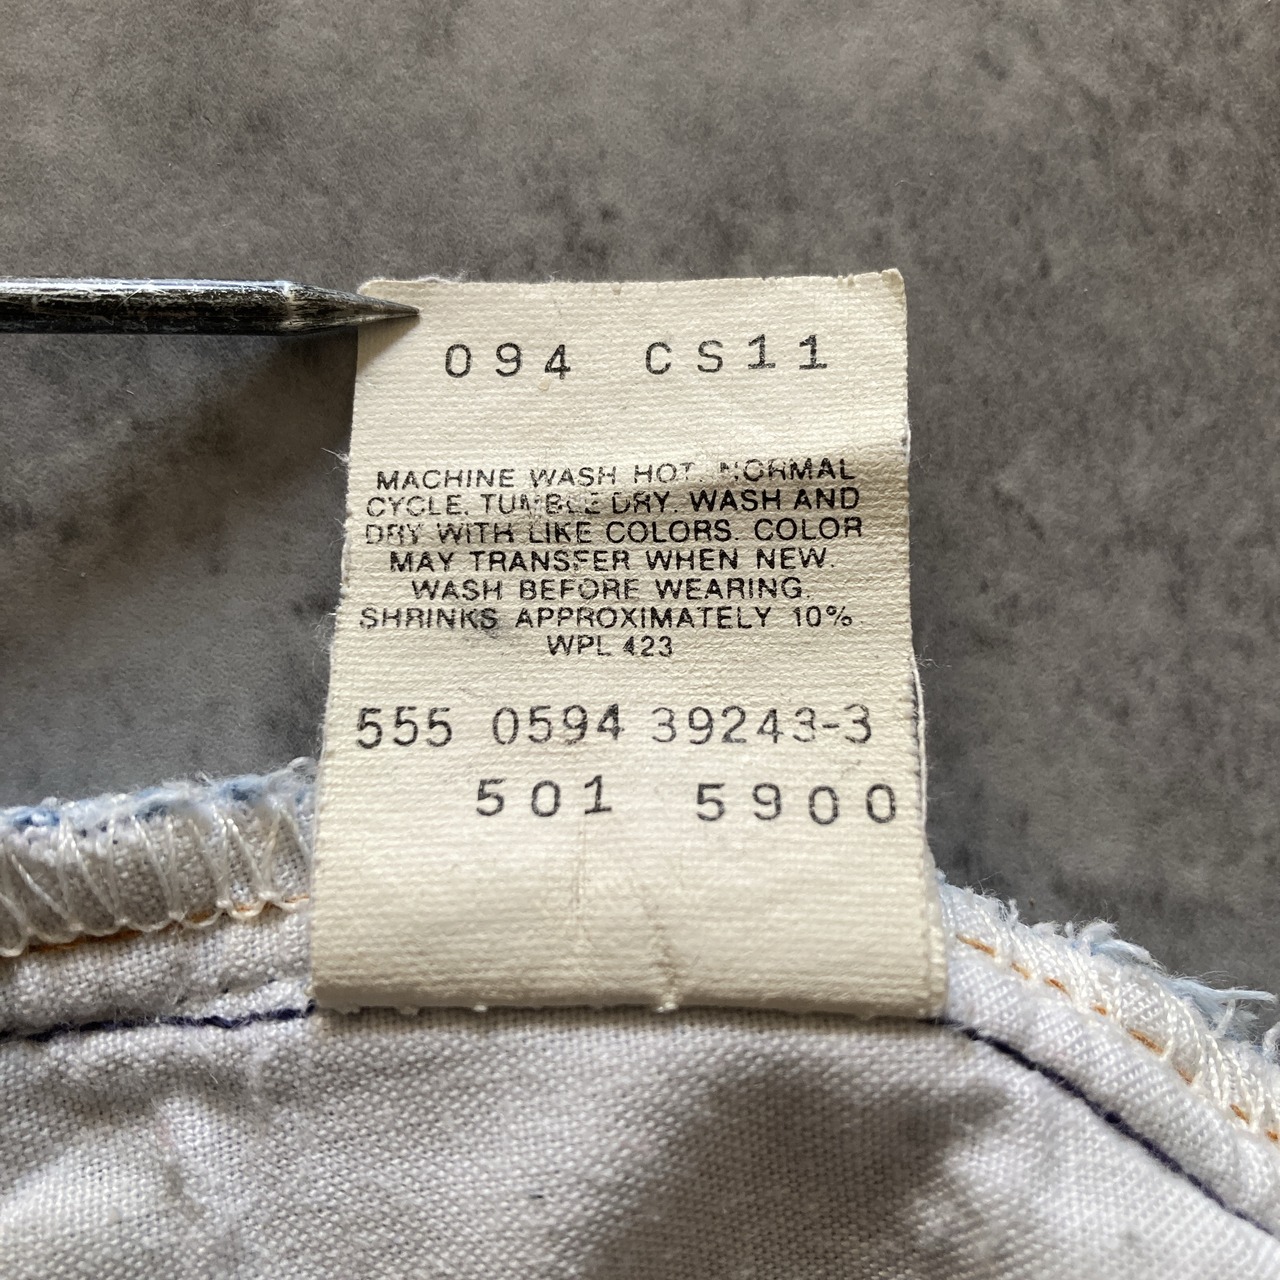 094 CS11
MACHINE WASH HOT. NORMAL
CYCLE. TUMBLE DRY. WASH AND
DRY WITH LIKE COLORS. COLOR
MAY TRANSFER WHEN NEW.
WASH BEFORE WEARING.
SHRINKS APPROXIMATELY 10%.
WPL 423
555 0594 39243-3
501 5900